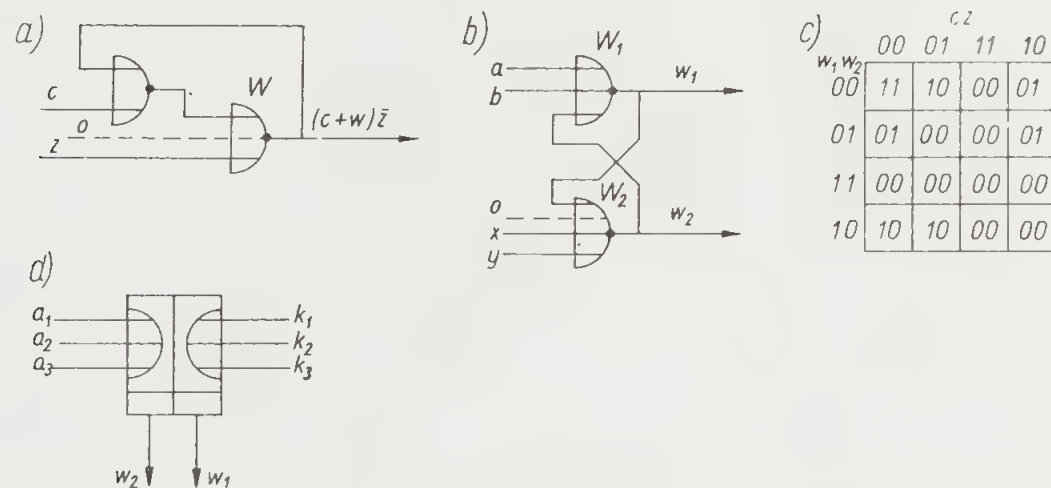 a)
c
o
z
W
(c+w)z̄
b)
a
b
W₁
w₁
o
x
y
W₂
w₂
c)
cz
00 01 11 10
w₁w₂
00 11 10 00 01
01 01 00 00 01
11 00 00 00 00
10 10 10 00 00
d)
a₁
a₂
a₃
k₁
k₂
k₃
w₂ w₁